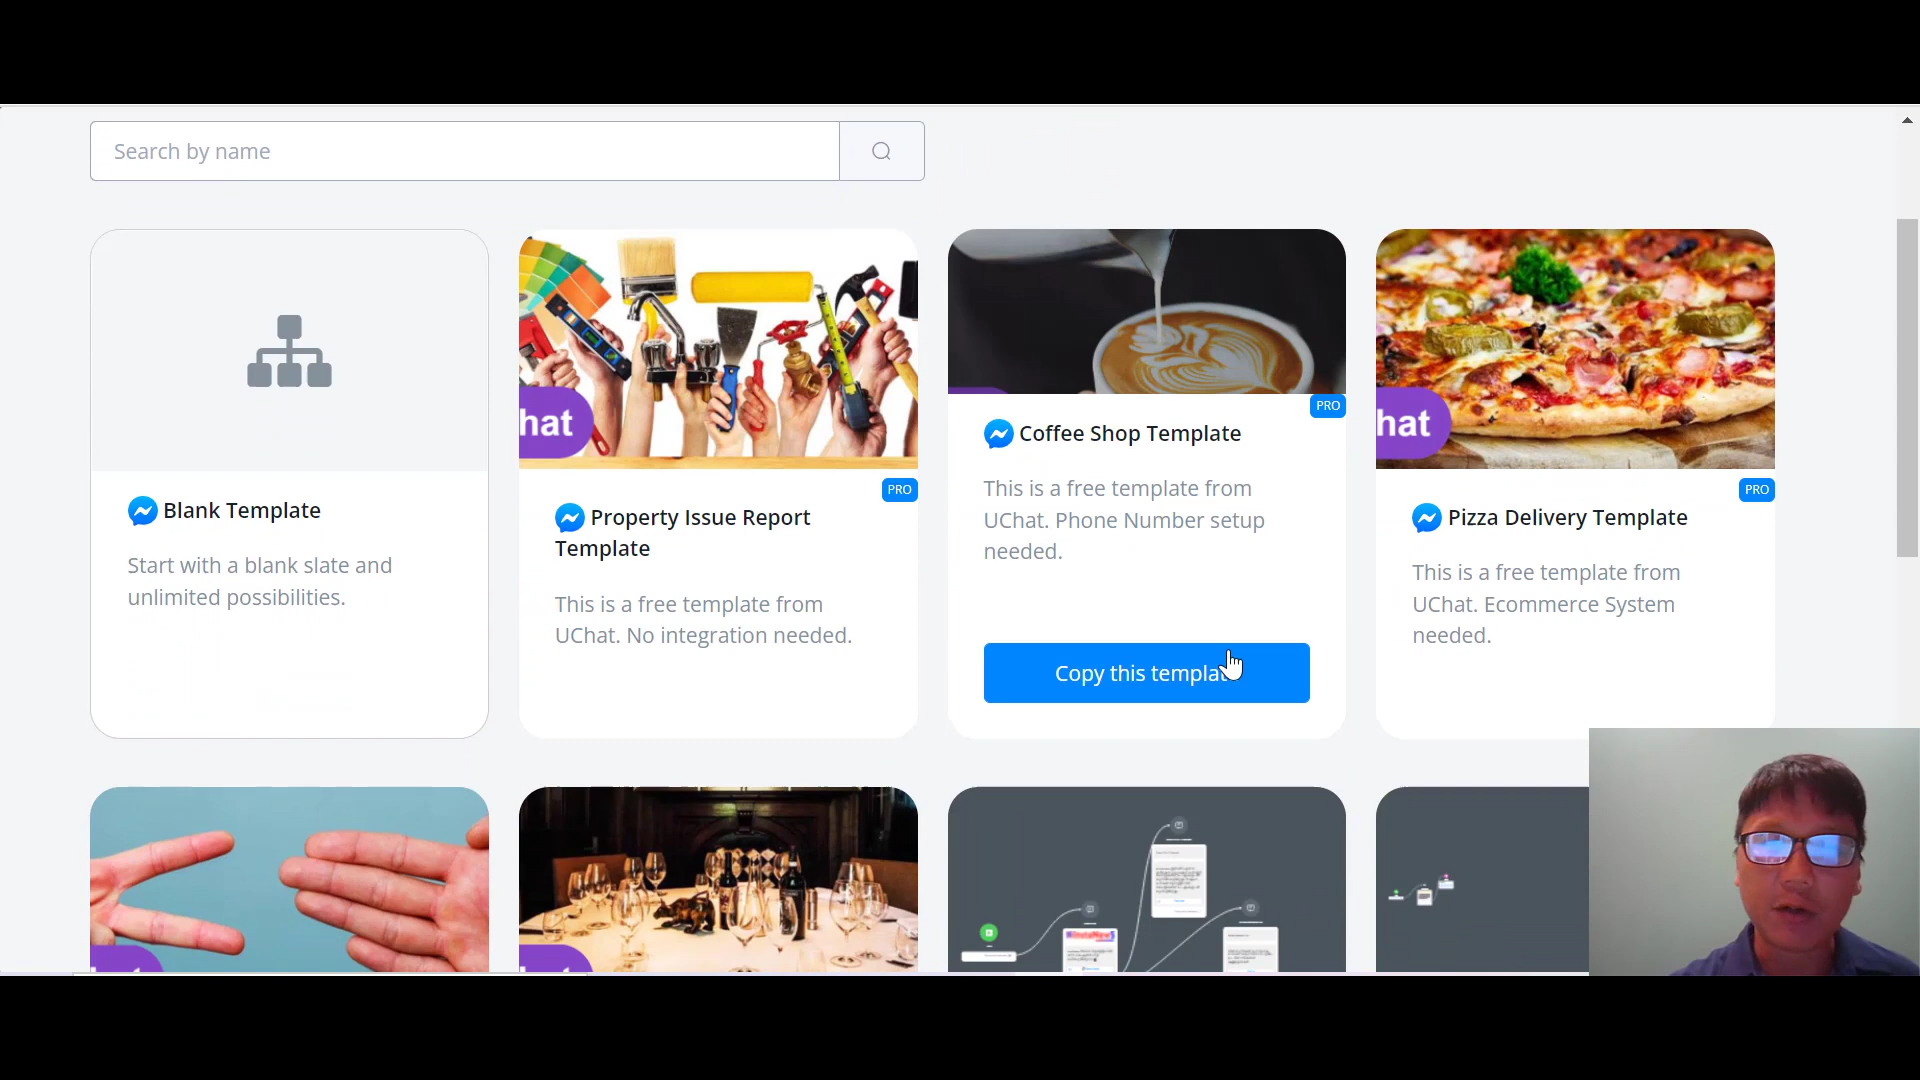 Search by name
hat
hat
PRO
Coffee Shop Template
PRO
PRO
Blank Template
Property Issue Report
Template
Pizza Delivery Template
This is a free template from
UChat. Phone Number setup
needed.
Start with a blank slate and
unlimited possibilities.
This is a free template from
UChat. No integration needed.
This is a free template from
UChat. Ecommerce System
needed.
Copy this templat